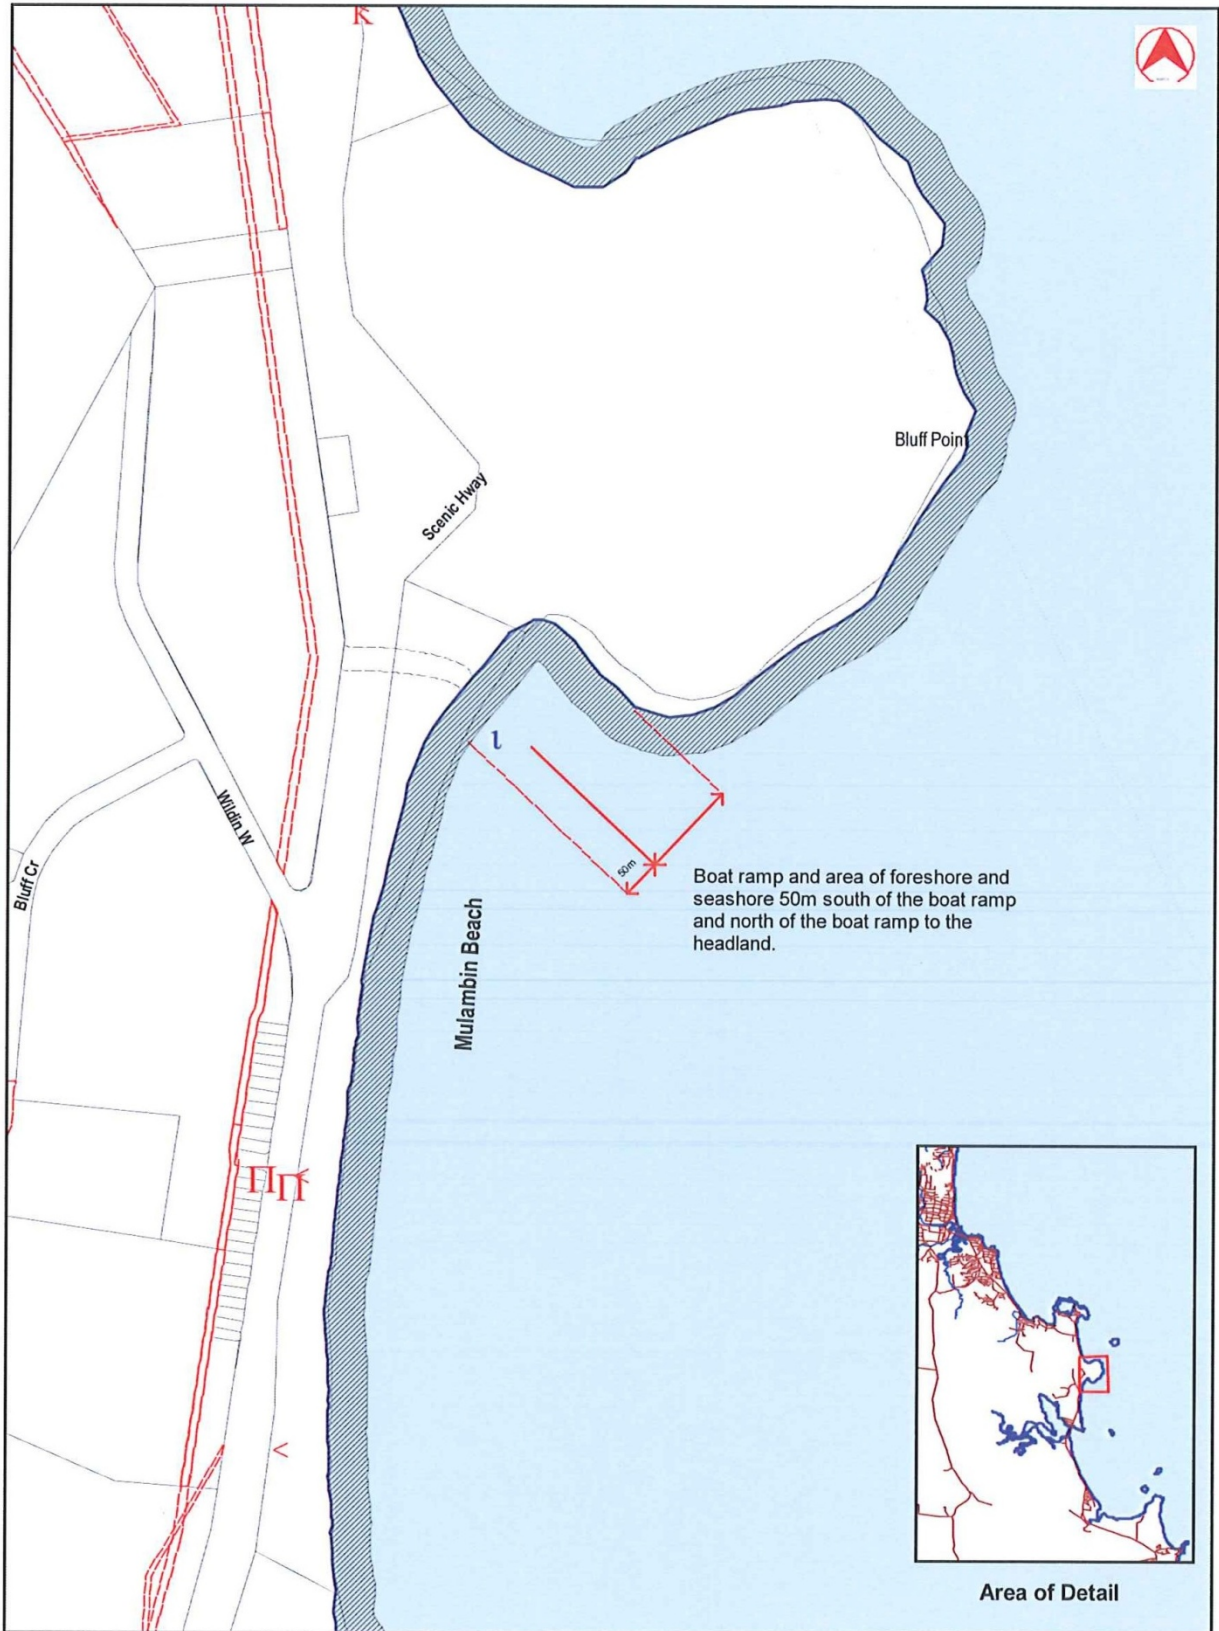 Bluff Point
Scenic Hway
Wildin W
Bluff Cr
50m
Boat ramp and area of foreshore and
seashore 50m south of the boat ramp
and north of the boat ramp to the
headland.
Mulambin Beach
Area of Detail